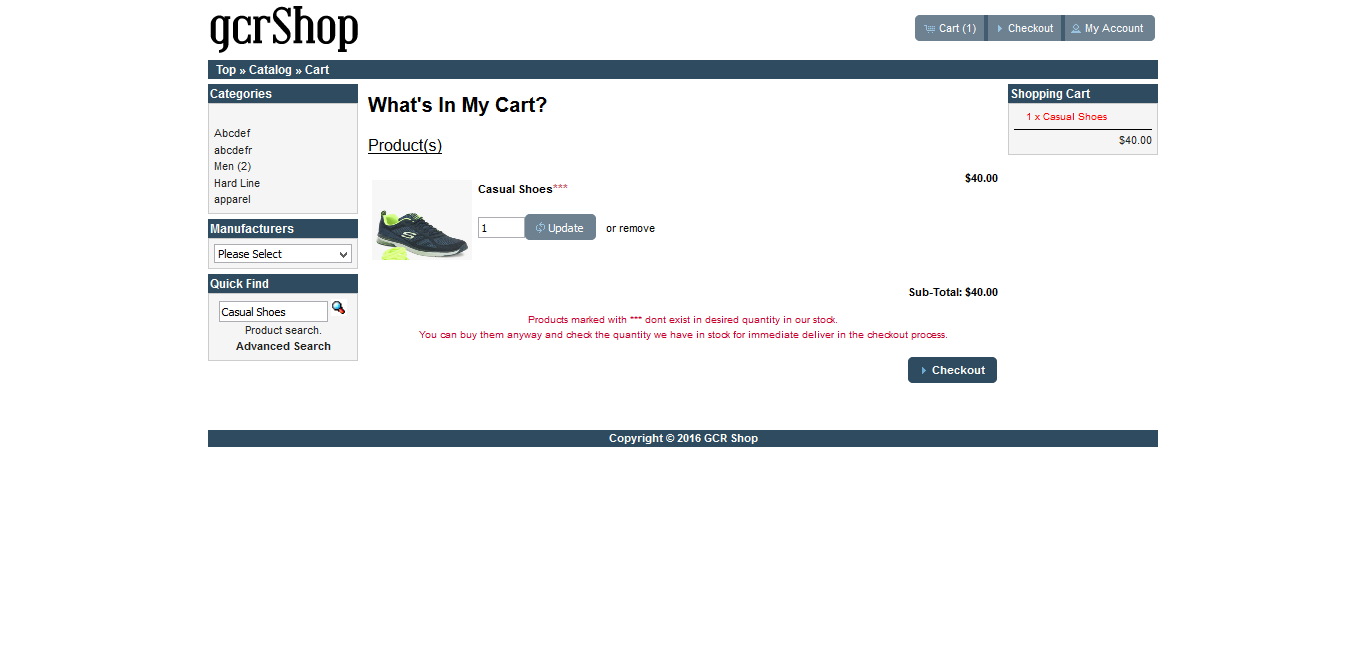 gcrShop
Cart (1)
Checkout
My Account
Top » Catalog » Cart
Categories
Abcdef
abcdefr
Men (2)
Hard Line
apparel
Manufacturers
Please Select
Quick Find
Casual Shoes
Product search.
Advanced Search
What's In My Cart?
Product(s)
Casual Shoes***
$40.00
1
Update
or remove
Sub-Total: $40.00
Products marked with *** dont exist in desired quantity in our stock.
You can buy them anyway and check the quantity we have in stock for immediate deliver in the checkout process.
Checkout
Shopping Cart
1 x Casual Shoes
$40.00
Copyright © 2016 GCR Shop